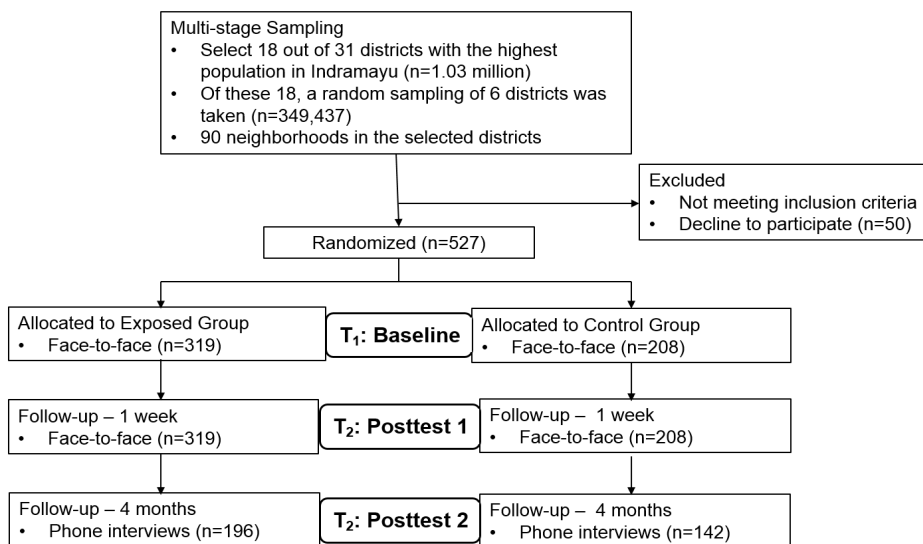 Multi-stage Sampling
• Select 18 out of 31 districts with the highest
population in Indramayu (n=1.03 million)
• Of these 18, a random sampling of 6 districts was
taken (n=349,437)
• 90 neighborhoods in the selected districts
Excluded
• Not meeting inclusion criteria
• Decline to participate (n=50)
Randomized (n=527)
Allocated to Exposed Group
• Face-to-face (n=319)
T₁: Baseline
Allocated to Control Group
• Face-to-face (n=208)
Follow-up – 1 week
• Face-to-face (n=319)
T₂: Posttest 1
Follow-up – 1 week
• Face-to-face (n=208)
Follow-up – 4 months
• Phone interviews (n=196)
T₂: Posttest 2
Follow-up – 4 months
• Phone interviews (n=142)